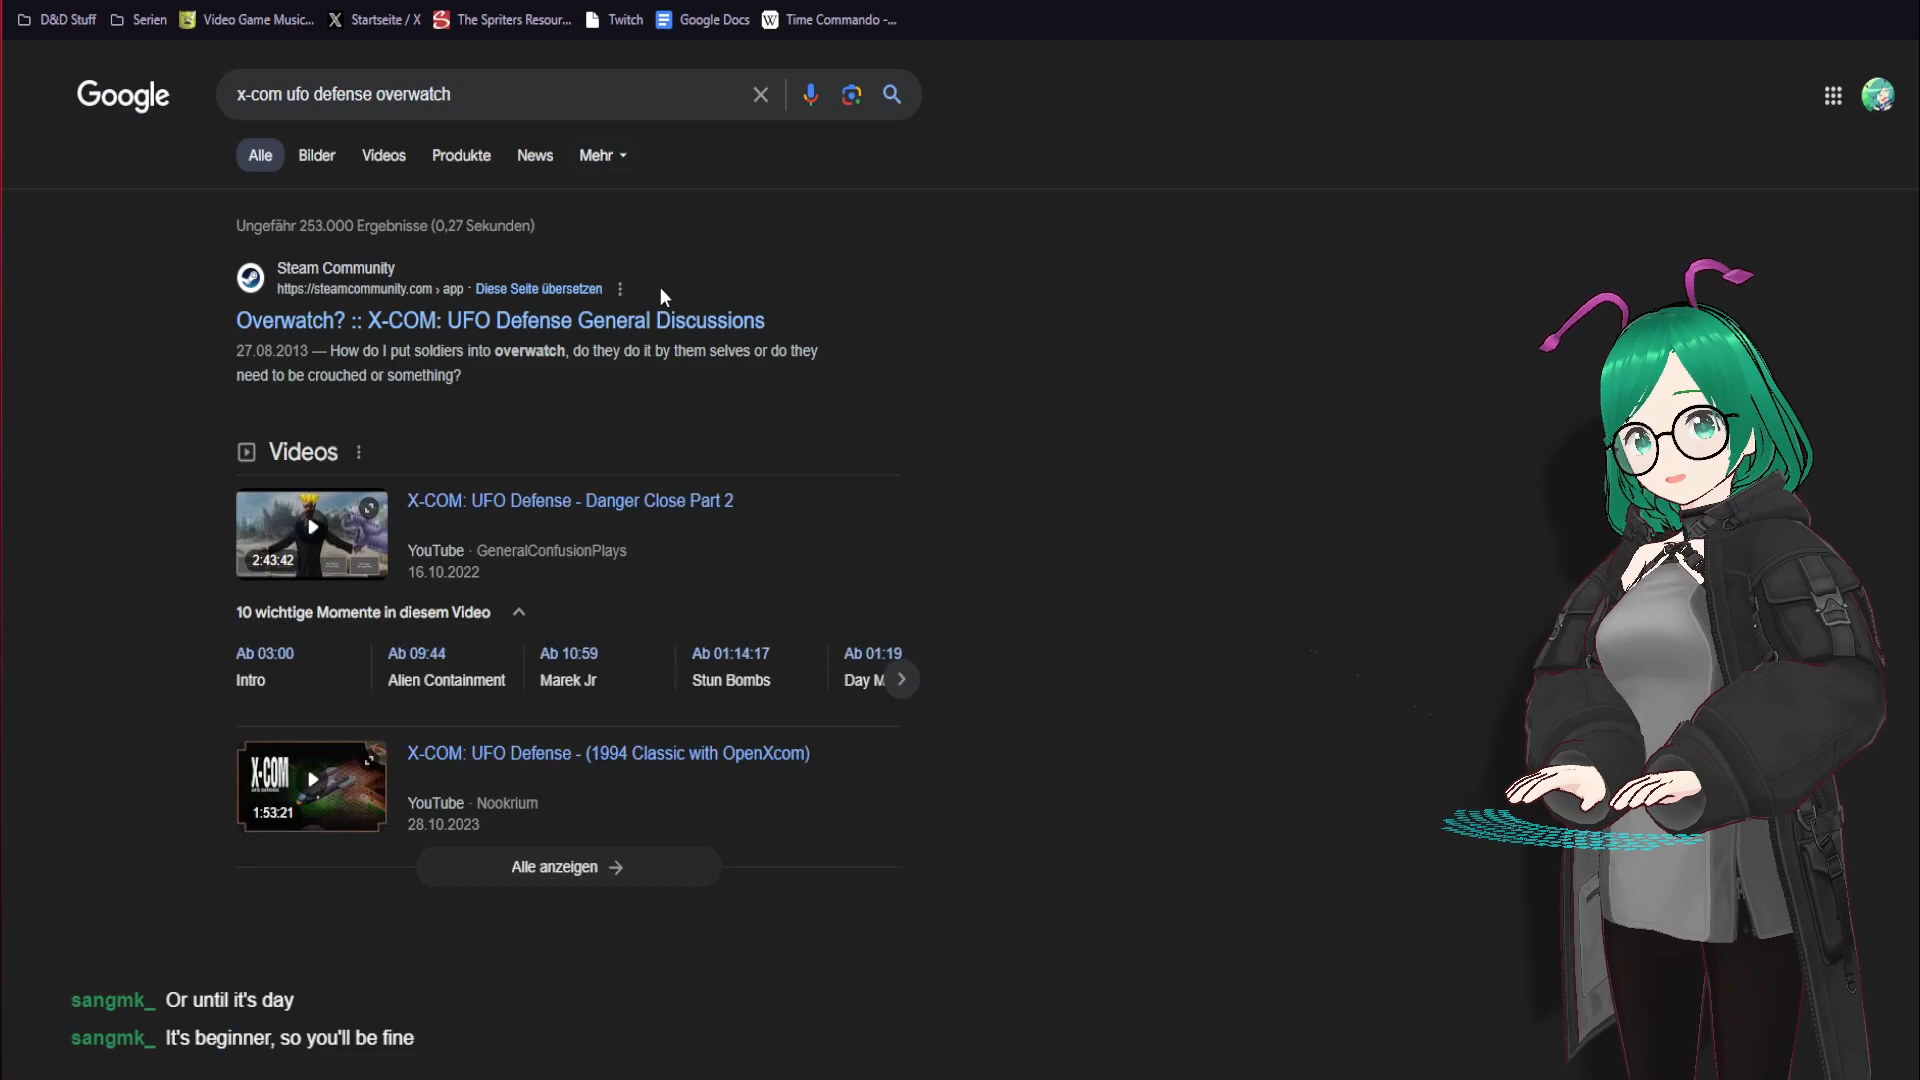 D&D Stuff Serien Video Game Music... Startseite / X The Spriters Resour... Twitch Google Docs Time Commando -...
Google x-com ufo defense overwatch
Alle Bilder Videos Produkte News Mehr
Ungefähr 253.000 Ergebnisse (0,27 Sekunden)
Steam Community
https://steamcommunity.com › app · Diese Seite übersetzen
Overwatch? :: X-COM: UFO Defense General Discussions
27.08.2013 — How do I put soldiers into overwatch, do they do it by them selves or do they
need to be crouched or something?
Videos
X-COM: UFO Defense - Danger Close Part 2
2:43:42
YouTube · GeneralConfusionPlays
16.10.2022
10 wichtige Momente in diesem Video
Ab 03:00 Ab 09:44 Ab 10:59 Ab 01:14:17 Ab 01:19
Intro Alien Containment Marek Jr Stun Bombs Day M
X-COM: UFO Defense - (1994 Classic with OpenXcom)
X-COM
1:53:21
YouTube · Nookrium
28.10.2023
Alle anzeigen
sangmk_ Or until it's day
sangmk_ It's beginner, so you'll be fine